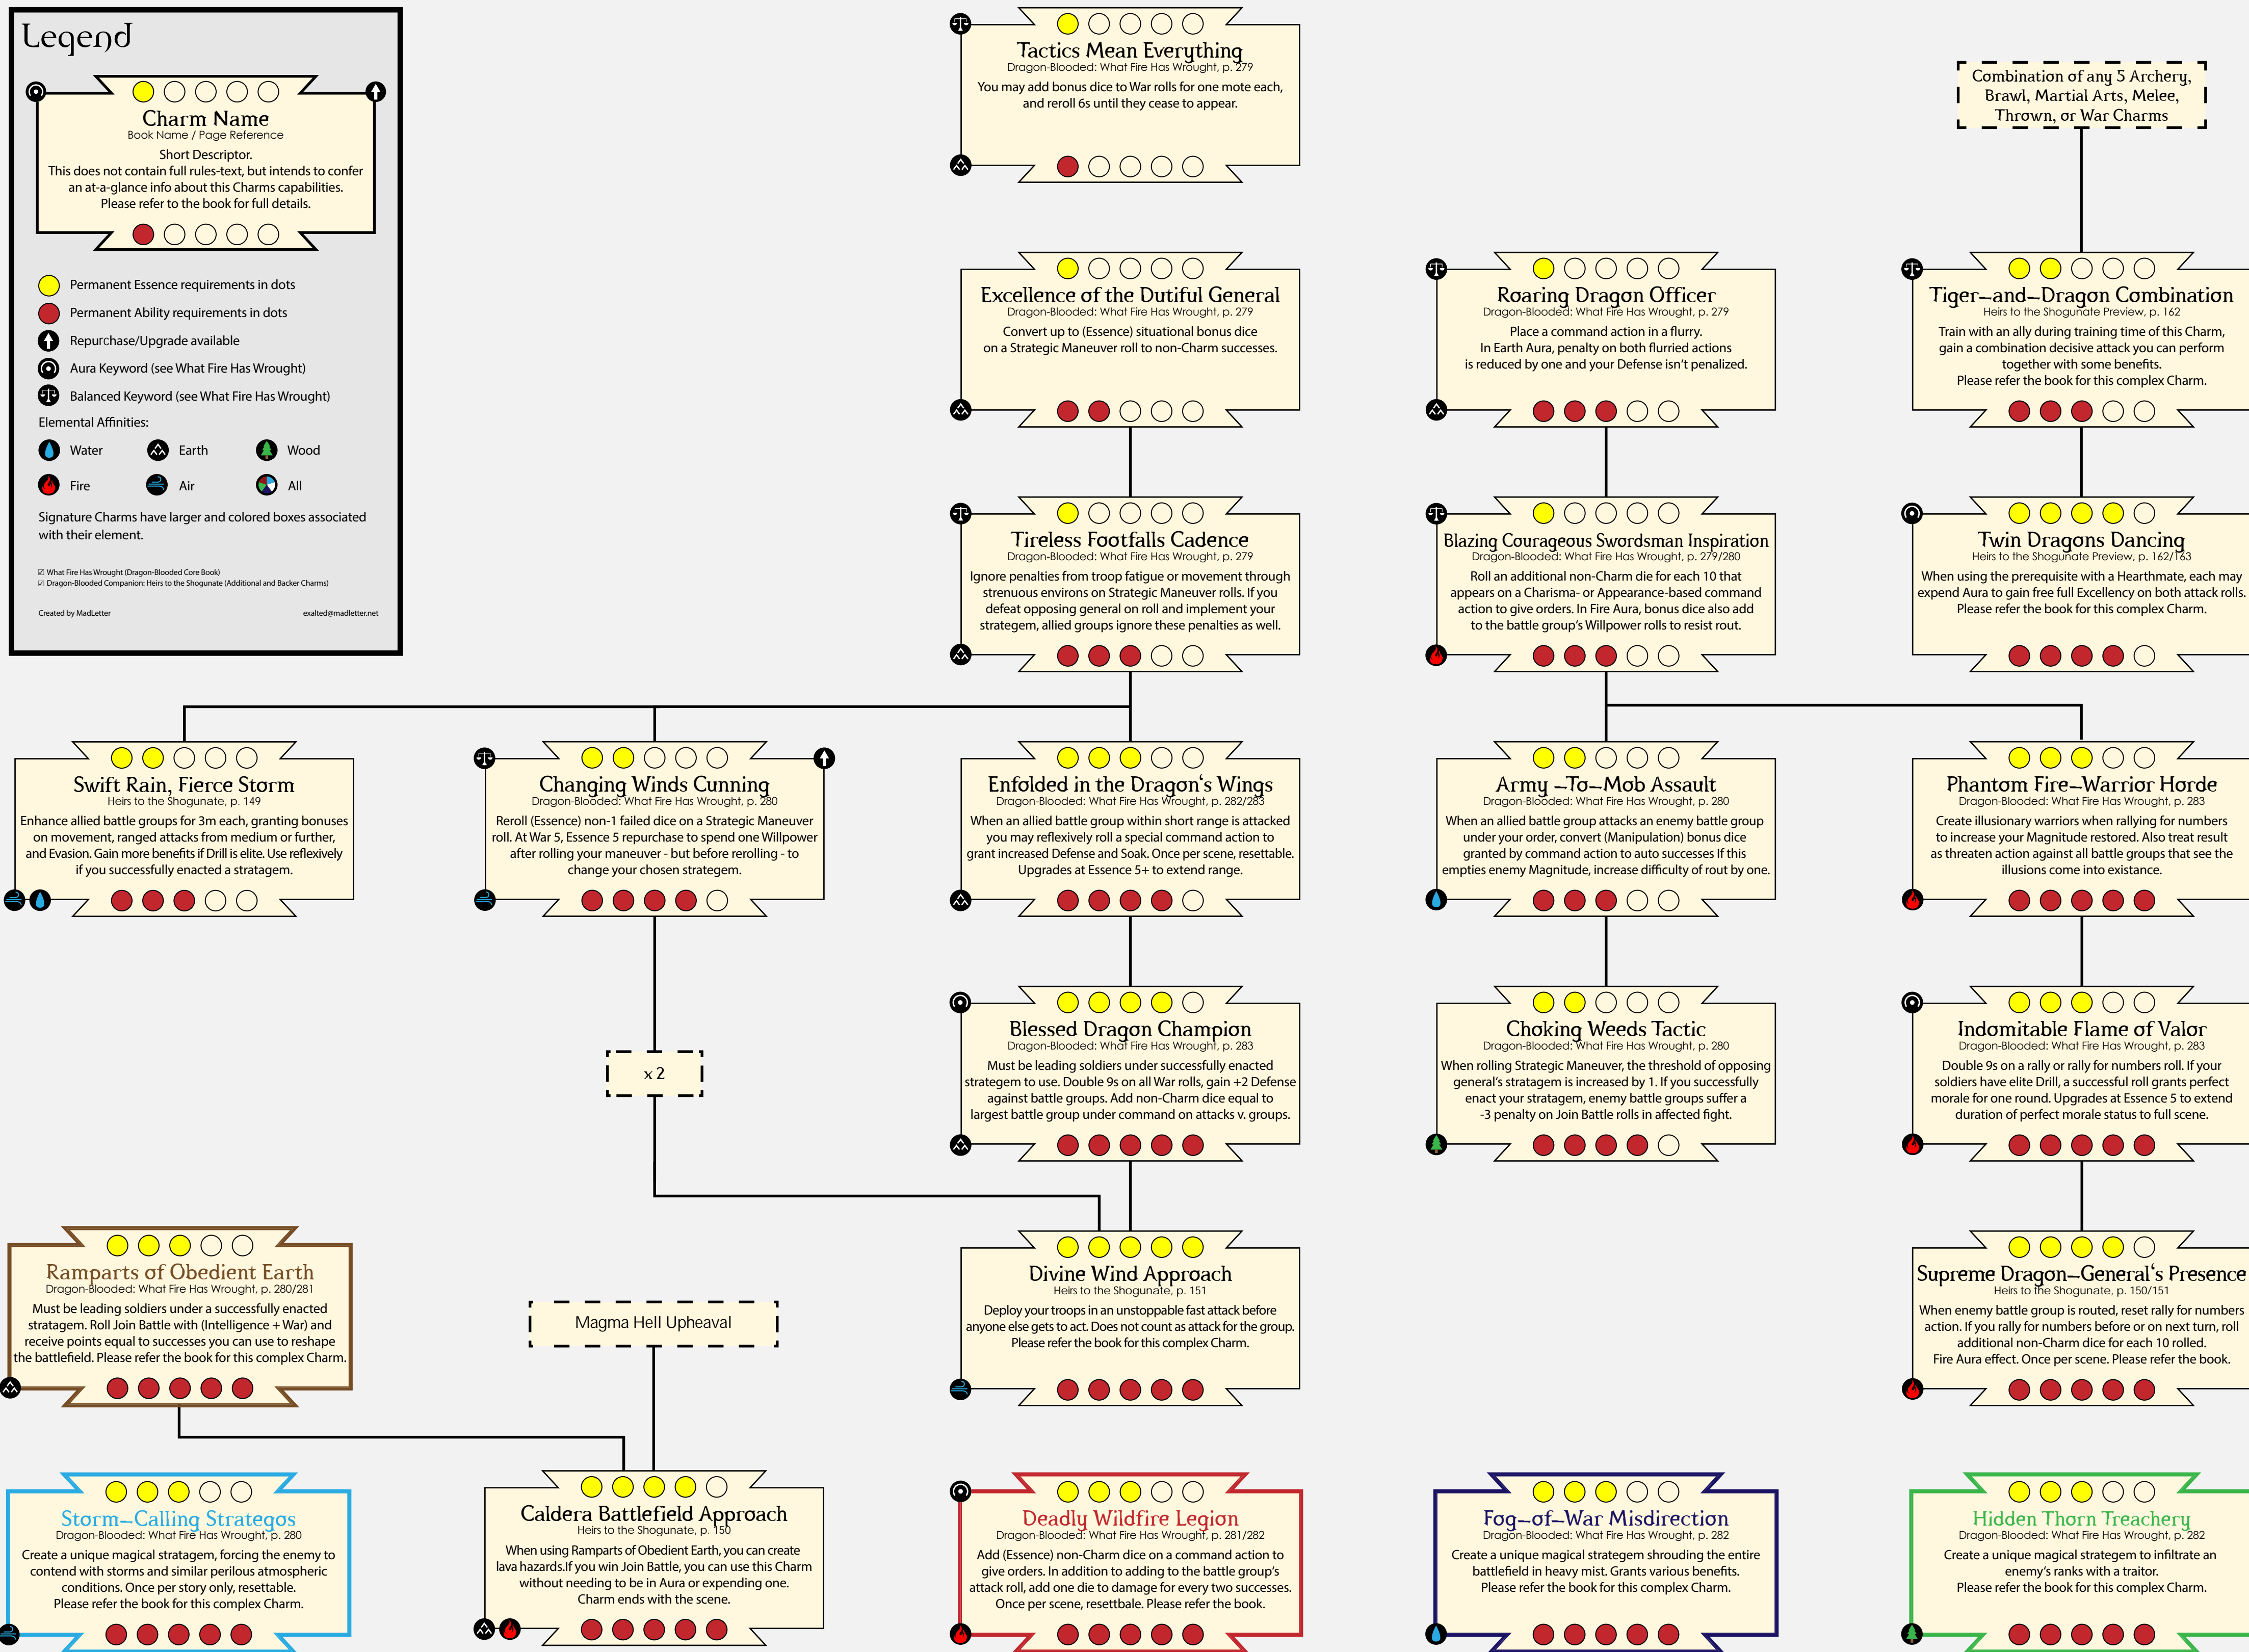 Legend
Charm Name
Book Name / Page Reference
Short Descriptor.
This does not contain full rules-text, but intends to confer
an at-a-glance info about this Charms capabilities.
Please refer to the book for full details.
Permanent Essence requirements in dots
Permanent Ability requirements in dots
Repurchase/Upgrade available
Aura Keyword (see What Fire Has Wrought)
Balanced Keyword (see What Fire Has Wrought)
Elemental Affinities:
Water
Earth
Wood
Fire
Air
All
Signature Charms have larger and colored boxes associated
with their element.
☑ What Fire Has Wrought (Dragon-Blooded Core Book)
☑ Dragon-Blooded Companion: Heirs to the Shogunate (Additional and Backer Charms)
Created by MadLetter
exalted@madletter.net
Tactics Mean Everything
Dragon-Blooded: What Fire Has Wrought, p. 279
You may add bonus dice to War rolls for one mote each,
and reroll 6s until they cease to appear.
Combination of any 5 Archery,
Brawl, Martial Arts, Melee,
Thrown, or War Charms
Excellence of the Dutiful General
Dragon-Blooded: What Fire Has Wrought, p. 279
Convert up to (Essence) situational bonus dice
on a Strategic Maneuver roll to non-Charm successes.
Roaring Dragon Officer
Dragon-Blooded: What Fire Has Wrought, p. 279
Place a command action in a flurry.
In Earth Aura, penalty on both flurried actions
is reduced by one and your Defense isn't penalized.
Tiger-and-Dragon Combination
Heirs to the Shogunate Preview, p. 162
Train with an ally during training time of this Charm,
gain a combination decisive attack you can perform
together with some benefits.
Please refer the book for this complex Charm.
Tireless Footfalls Cadence
Dragon-Blooded: What Fire Has Wrought, p. 279
Ignore penalties from troop fatigue or movement through
strenuous environs on Strategic Maneuver rolls. If you
defeat opposing general on roll and implement your
strategem, allied groups ignore these penalties as well.
Blazing Courageous Swordsman Inspiration
Dragon-Blooded: What Fire Has Wrought, p. 279/280
Roll an additional non-Charm die for each 10 that
appears on a Charisma- or Appearance-based command
action to give orders. In Fire Aura, bonus dice also add
to the battle group's Willpower rolls to resist rout.
Twin Dragons Dancing
Heirs to the Shogunate Preview, p. 162/163
When using the prerequisite with a Hearthmate, each may
expend Aura to gain free full Excellency on both attack rolls.
Please refer the book for this complex Charm.
Swift Rain, Fierce Storm
Heirs to the Shogunate, p. 149
Enhance allied battle groups for 3m each, granting bonuses
on movement, ranged attacks from medium or further,
and Evasion. Gain more benefits if Drill is elite. Use reflexively
if you successfully enacted a stratagem.
Changing Winds Cunning
Dragon-Blooded: What Fire Has Wrought, p. 280
Reroll (Essence) non-1 failed dice on a Strategic Maneuver
roll. At War 5, Essence 5 repurchase to spend one Willpower
after rolling your maneuver - but before rerolling - to
change your chosen strategem.
Enfolded in the Dragon's Wings
Dragon-Blooded: What Fire Has Wrought, p. 282/283
When an allied battle group within short range is attacked
you may reflexively roll a special command action to
grant increased Defense and Soak. Once per scene, resettable.
Upgrades at Essence 5+ to extend range.
Army -To-Mob Assault
Dragon-Blooded: What Fire Has Wrought, p. 280
When an allied battle group attacks an enemy battle group
under your order, convert (Manipulation) bonus dice
granted by command action to auto successes If this
empties enemy Magnitude, increase difficulty of rout by one.
Phantom Fire-Warrior Horde
Dragon-Blooded: What Fire Has Wrought, p. 283
Create illusionary warriors when rallying for numbers
to increase your Magnitude restored. Also treat result
as threaten action against all battle groups that see the
illusions come into existance.
x 2
Blessed Dragon Champion
Dragon-Blooded: What Fire Has Wrought, p. 283
Must be leading soldiers under successfully enacted
strategem to use. Double 9s on all War rolls, gain +2 Defense
against battle groups. Add non-Charm dice equal to
largest battle group under command on attacks v. groups.
Choking Weeds Tactic
Dragon-Blooded: What Fire Has Wrought, p. 280
When rolling Strategic Maneuver, the threshold of opposing
general's stratagem is increased by 1. If you successfully
enact your stratagem, enemy battle groups suffer a
-3 penalty on Join Battle rolls in affected fight.
Indomitable Flame of Valor
Dragon-Blooded: What Fire Has Wrought, p. 283
Double 9s on a rally or rally for numbers roll. If your
soldiers have elite Drill, a successful roll grants perfect
morale for one round. Upgrades at Essence 5 to extend
duration of perfect morale status to full scene.
Ramparts of Obedient Earth
Dragon-Blooded: What Fire Has Wrought, p. 280/281
Must be leading soldiers under a successfully enacted
stratagem. Roll Join Battle with (Intelligence + War) and
receive points equal to successes you can use to reshape
the battlefield. Please refer the book for this complex Charm.
Magma Hell Upheaval
Divine Wind Approach
Heirs to the Shogunate, p. 151
Deploy your troops in an unstoppable fast attack before
anyone else gets to act. Does not count as attack for the group.
Please refer the book for this complex Charm.
Supreme Dragon-General's Presence
Heirs to the Shogunate, p. 150/151
When enemy battle group is routed, reset rally for numbers
action. If you rally for numbers before or on next turn, roll
additional non-Charm dice for each 10 rolled.
Fire Aura effect. Once per scene. Please refer the book.
Storm-Calling Strategos
Dragon-Blooded: What Fire Has Wrought, p. 280
Create a unique magical stratagem, forcing the enemy to
contend with storms and similar perilous atmospheric
conditions. Once per story only, resettable.
Please refer the book for this complex Charm.
Caldera Battlefield Approach
Heirs to the Shogunate, p. 150
When using Ramparts of Obedient Earth, you can create
lava hazards.If you win Join Battle, you can use this Charm
without needing to be in Aura or expending one.
Charm ends with the scene.
Deadly Wildfire Legion
Dragon-Blooded: What Fire Has Wrought, p. 281/282
Add (Essence) non-Charm dice on a command action to
give orders. In addition to adding to the battle group's
attack roll, add one die to damage for every two successes.
Once per scene, resettbale. Please refer the book.
Fog-of-War Misdirection
Dragon-Blooded: What Fire Has Wrought, p. 282
Create a unique magical strategem shrouding the entire
battlefield in heavy mist. Grants various benefits.
Please refer the book for this complex Charm.
Hidden Thorn Treachery
Dragon-Blooded: What Fire Has Wrought, p. 282
Create a unique magical strategem to infiltrate an
enemy's ranks with a traitor.
Please refer the book for this complex Charm.